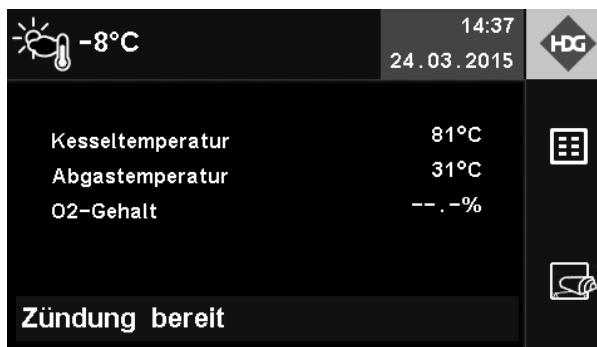 -8°C
14:37
24.03.2015
HDG
Kesseltemperatur 81°C
Abgastemperatur 31°C
O2-Gehalt --.-%
Zündung bereit